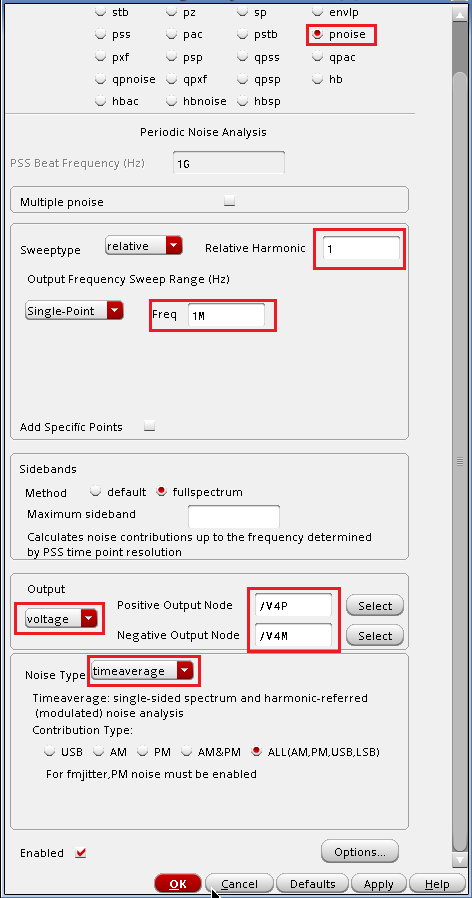 stb pz sp envlp
pss pac pstb pnoise
pxf psp qpss qpac
qpnoise qpxf qpsp hb
hbac hbnoise hbsp
Periodic Noise Analysis
PSS Beat Frequency (Hz) 1G
Multiple pnoise
Sweeptype relative Relative Harmonic 1
Output Frequency Sweep Range (Hz)
Single-Point Freq 1M
Add Specific Points
Sidebands
Method default fullspectrum
Maximum sideband
Calculates noise contributions up to the frequency determined
by PSS time point resolution
Output
voltage Positive Output Node /V4P Select
Negative Output Node /V4M Select
Noise Type timeaverage
Timeaverage: single-sided spectrum and harmonic-referred
(modulated) noise analysis
Contribution Type:
USB AM PM AM&PM ALL(AM,PM,USB,LSB)
For fmjitter,PM noise must be enabled
Enabled Options...
OK Cancel Defaults Apply Help